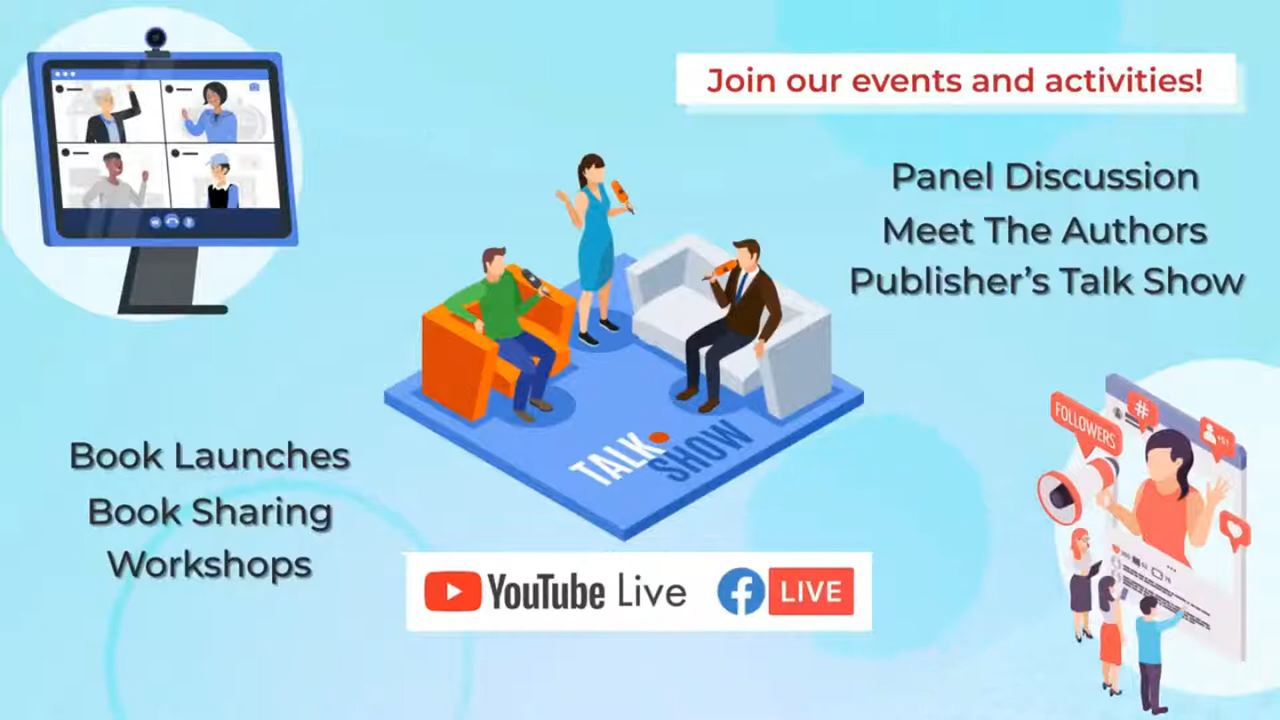 Join our events and activities!
Panel Discussion
Meet The Authors
Publisher's Talk Show
TALK
SHOW
FOLLOWERS
#
Book Launches
Book Sharing
Workshops
YouTube Live
LIVE